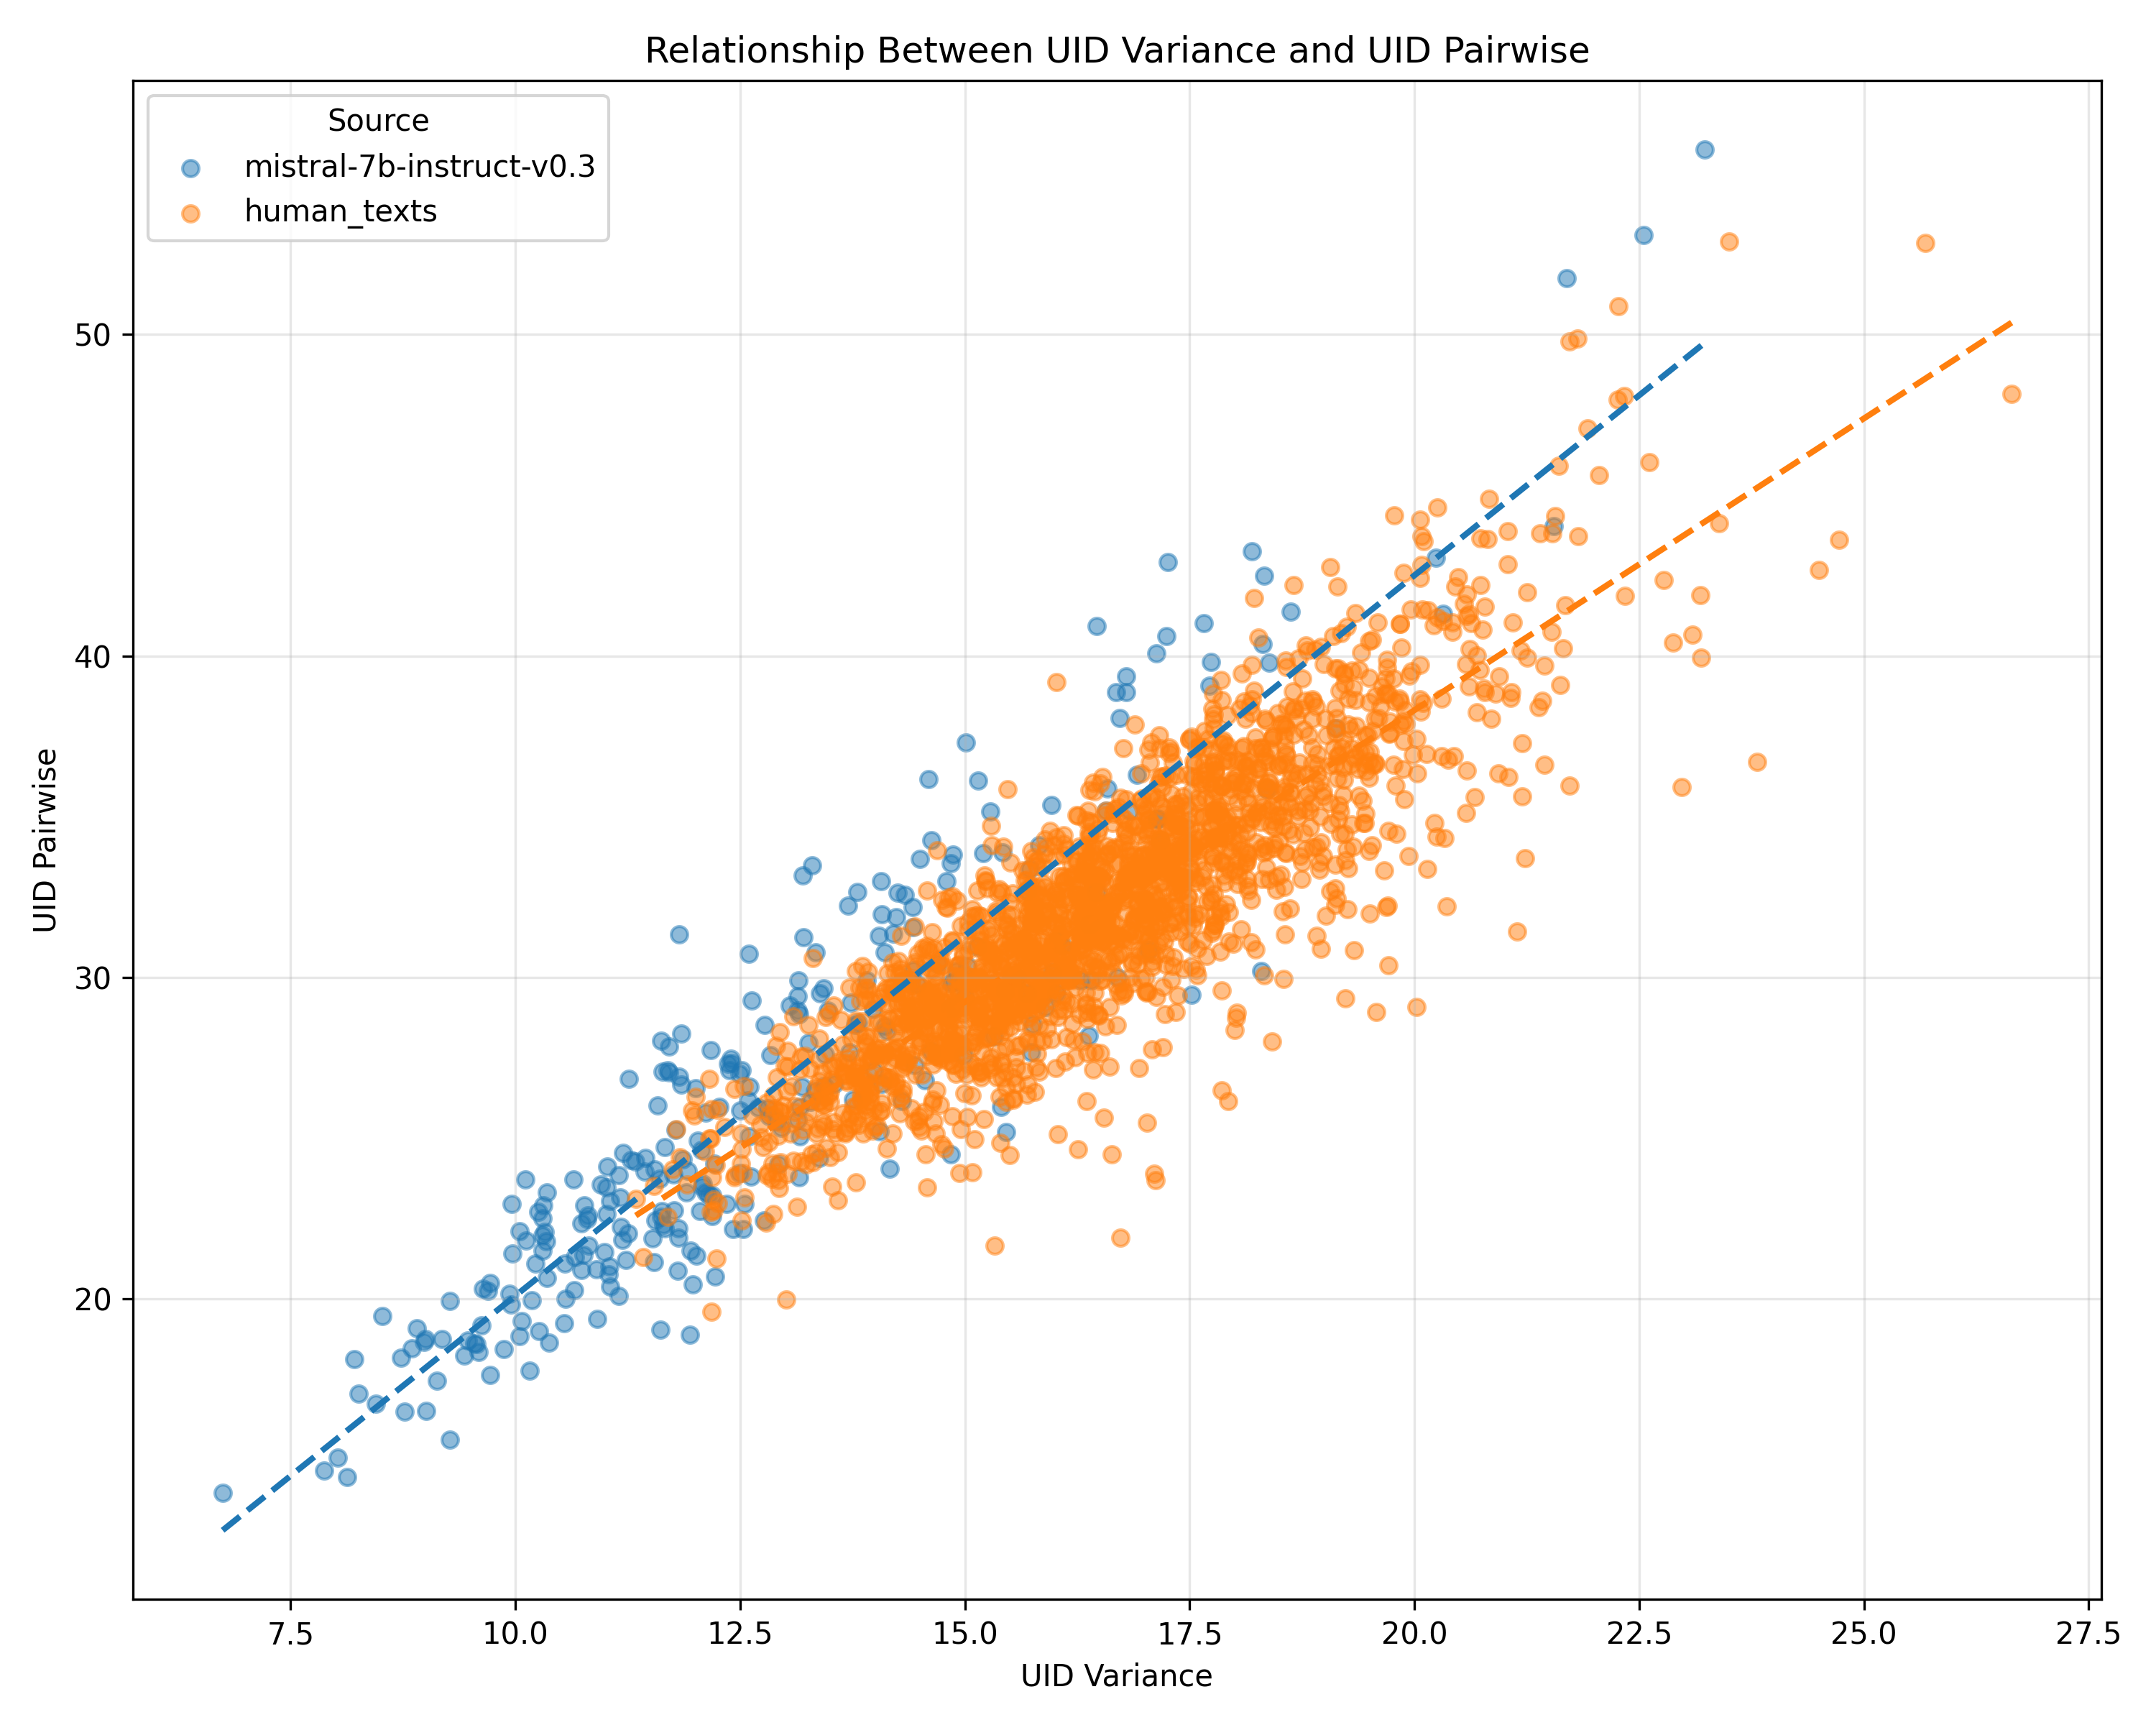 Relationship Between UID Variance and UID Pairwise
Source
mistral-7b-instruct-v0.3
human_texts
UID Pairwise
50
40
30
20
7.5 10.0 12.5 15.0 17.5 20.0 22.5 25.0 27.5
UID Variance